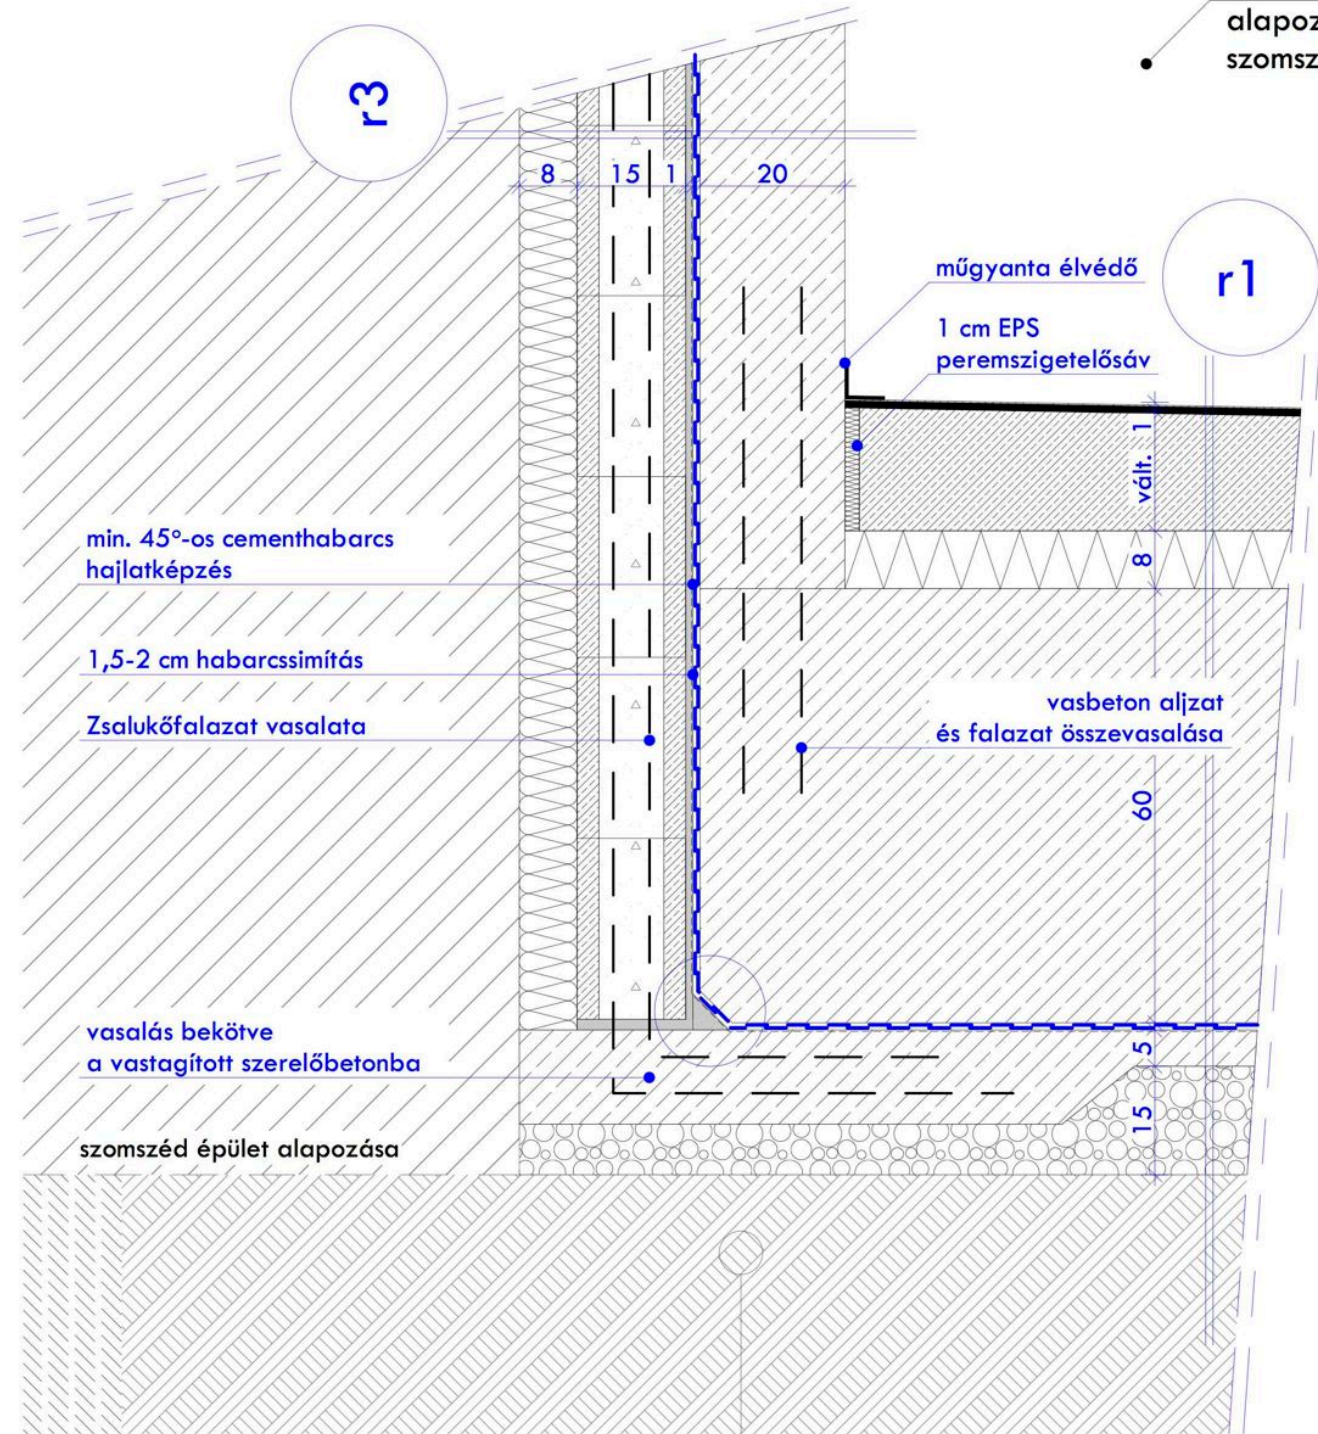 alapoz
szomsz
r3
8 15 1 20
műgyanta élvédő
r1
1 cm EPS
peremszigetelősáv
vált. 1
8
min. 45°-os cementhabarcs
hajlatképzés
1,5-2 cm habarcssimítás
Zsalukőfalazat vasalata
vasbeton aljzat
és falazat összevasalása
60
vasalás bekötve
a vastagított szerelőbetonba
5
15
szomszéd épület alapozása